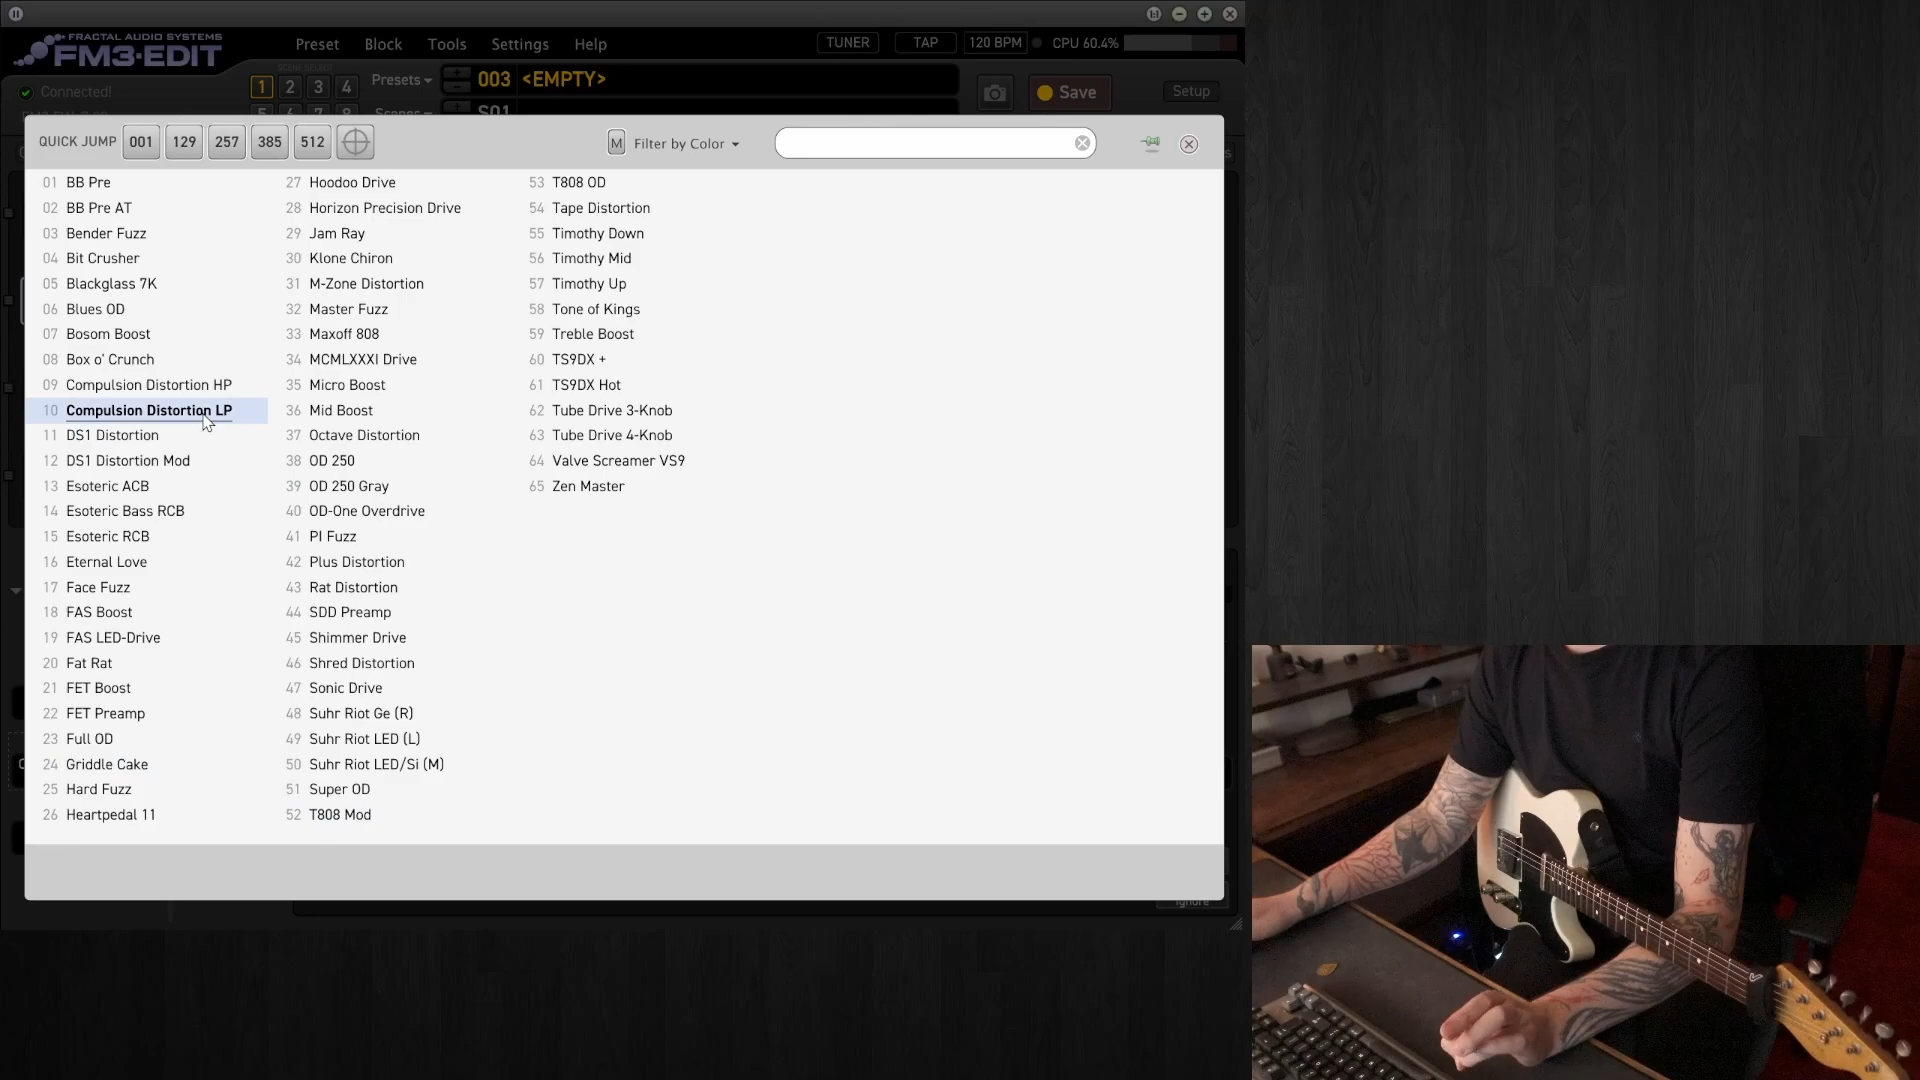 FRACTAL AUDIO SYSTEMS
FM3-EDIT
Preset Block Tools Settings Help
TUNER TAP 120 BPM CPU 60.4%
Connected!
SCENE SELECT
1 2 3 4
Presets
003 <EMPTY>
Save
Setup
Scenes
S01
QUICK JUMP 001 129 257 385 512
M Filter by Color
01 BB Pre
02 BB Pre AT
03 Bender Fuzz
04 Bit Crusher
05 Blackglass 7K
06 Blues OD
07 Bosom Boost
08 Box o' Crunch
09 Compulsion Distortion HP
10 Compulsion Distortion LP
11 DS1 Distortion
12 DS1 Distortion Mod
13 Esoteric ACB
14 Esoteric Bass RCB
15 Esoteric RCB
16 Eternal Love
17 Face Fuzz
18 FAS Boost
19 FAS LED-Drive
20 Fat Rat
21 FET Boost
22 FET Preamp
23 Full OD
24 Griddle Cake
25 Hard Fuzz
26 Heartpedal 11
27 Hoodoo Drive
28 Horizon Precision Drive
29 Jam Ray
30 Klone Chiron
31 M-Zone Distortion
32 Master Fuzz
33 Maxoff 808
34 MCMLXXXI Drive
35 Micro Boost
36 Mid Boost
37 Octave Distortion
38 OD 250
39 OD 250 Gray
40 OD-One Overdrive
41 PI Fuzz
42 Plus Distortion
43 Rat Distortion
44 SDD Preamp
45 Shimmer Drive
46 Shred Distortion
47 Sonic Drive
48 Suhr Riot Ge (R)
49 Suhr Riot LED (L)
50 Suhr Riot LED/Si (M)
51 Super OD
52 T808 Mod
53 T808 OD
54 Tape Distortion
55 Timothy Down
56 Timothy Mid
57 Timothy Up
58 Tone of Kings
59 Treble Boost
60 TS9DX +
61 TS9DX Hot
62 Tube Drive 3-Knob
63 Tube Drive 4-Knob
64 Valve Screamer VS9
65 Zen Master
Ignore